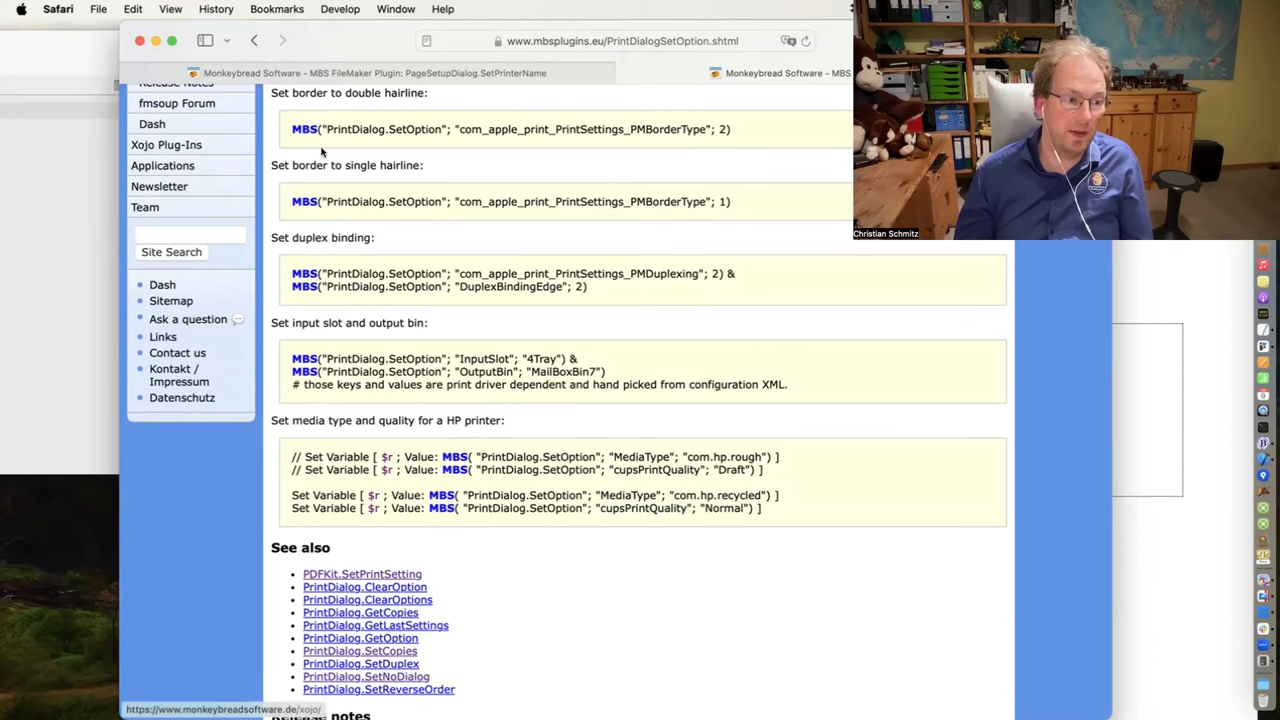 Safari File Edit View History Bookmarks Develop Window Help
www.mbsplugins.eu/PrintDialogSetOption.shtml
Monkeybread Software - MBS FileMaker Plugin: PageSetupDialog.SetPrinterName
Monkeybread Software - MBS
Release Notes
fmsoup Forum
Dash
Xojo Plug-Ins
Applications
Newsletter
Team
Site Search
Dash
Sitemap
Ask a question
Links
Contact us
Kontakt /
Impressum
Datenschutz
Set border to double hairline:
MBS("PrintDialog.SetOption"; "com_apple_print_PrintSettings_PMBorderType"; 2)
Set border to single hairline:
MBS("PrintDialog.SetOption"; "com_apple_print_PrintSettings_PMBorderType"; 1)
Set duplex binding:
MBS("PrintDialog.SetOption"; "com_apple_print_PrintSettings_PMDuplexing"; 2) &
MBS("PrintDialog.SetOption"; "DuplexBindingEdge"; 2)
Set input slot and output bin:
MBS("PrintDialog.SetOption"; "InputSlot"; "4Tray") &
MBS("PrintDialog.SetOption"; "OutputBin"; "MailBoxBin7")
# those keys and values are print driver dependent and hand picked from configuration XML.
Set media type and quality for a HP printer:
// Set Variable [ $r ; Value: MBS( "PrintDialog.SetOption"; "MediaType"; "com.hp.rough") ]
// Set Variable [ $r ; Value: MBS( "PrintDialog.SetOption"; "cupsPrintQuality"; "Draft") ]
Set Variable [ $r ; Value: MBS( "PrintDialog.SetOption"; "MediaType"; "com.hp.recycled") ]
Set Variable [ $r ; Value: MBS( "PrintDialog.SetOption"; "cupsPrintQuality"; "Normal") ]
See also
• PDFKit.SetPrintSetting
• PrintDialog.ClearOption
• PrintDialog.ClearOptions
• PrintDialog.GetCopies
• PrintDialog.GetLastSettings
• PrintDialog.GetOption
• PrintDialog.SetCopies
• PrintDialog.SetDuplex
• PrintDialog.SetNoDialog
• PrintDialog.SetReverseOrder
Release notes
https://www.monkeybreadsoftware.de/xojo/
Christian Schmitz